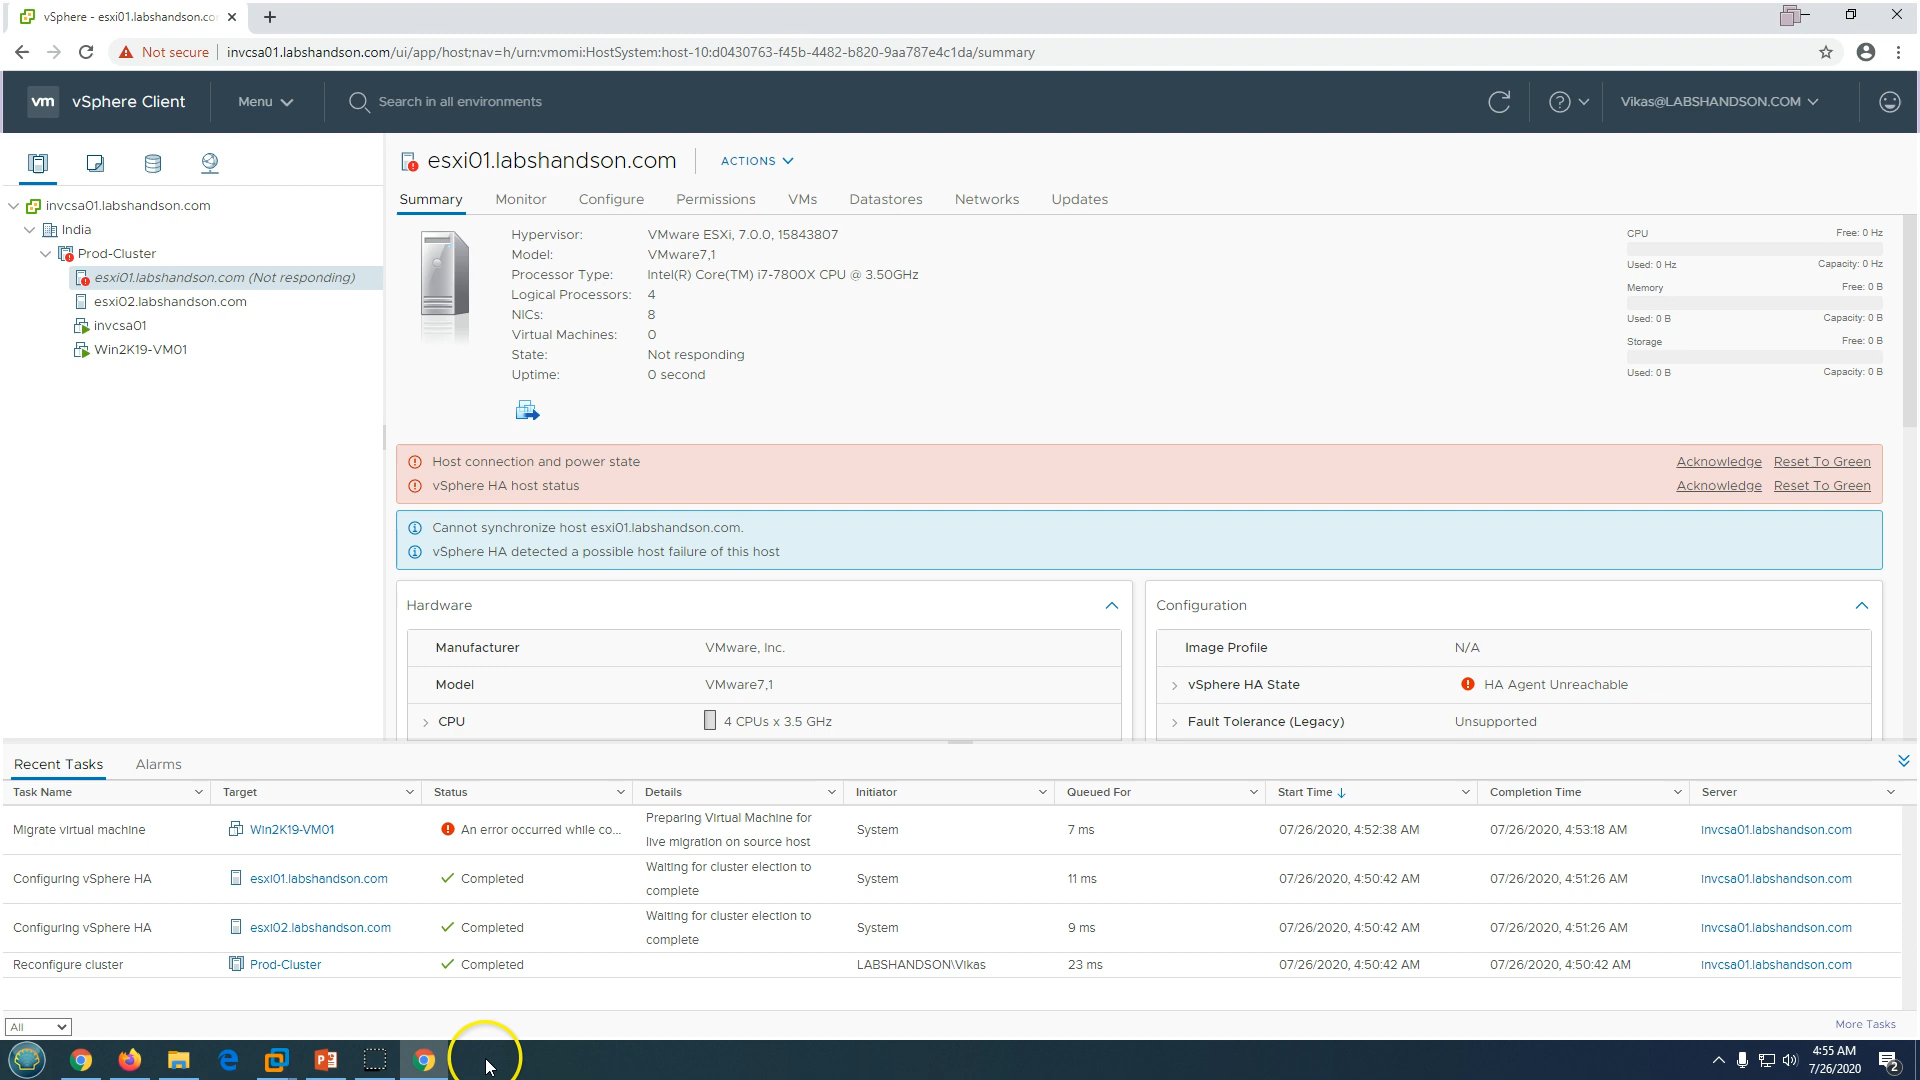 vSphere - esxi01.labshandson.co
Not secure
invcsa01.labshandson.com/ui/app/host;nav=h/urn:vmomi:HostSystem:host-10:d0430763-f45b-4482-b820-9aa787e4c1da/summary
vm vSphere Client Menu Search in all environments Vikas@LABSHANDSON.COM
invcsa01.labshandson.com
India
Prod-Cluster
esxi01.labshandson.com (Not responding)
esxi02.labshandson.com
invcsa01
Win2K19-VM01
esxi01.labshandson.com ACTIONS
Summary Monitor Configure Permissions VMs Datastores Networks Updates
Hypervisor: VMware ESXi, 7.0.0, 15843807
Model: VMware7,1
Processor Type: Intel(R) Core(TM) i7-7800X CPU @ 3.50GHz
Logical Processors: 4
NICs: 8
Virtual Machines: 0
State: Not responding
Uptime: 0 second
CPU Free: 0 Hz
Used: 0 Hz Capacity: 0 Hz
Memory Free: 0 B
Used: 0 B Capacity: 0 B
Storage Free: 0 B
Used: 0 B Capacity: 0 B
Host connection and power state Acknowledge Reset To Green
vSphere HA host status Acknowledge Reset To Green
Cannot synchronize host esxi01.labshandson.com.
vSphere HA detected a possible host failure of this host
Hardware
Manufacturer VMware, Inc.
Model VMware7,1
CPU 4 CPUs x 3.5 GHz
Configuration
Image Profile N/A
vSphere HA State HA Agent Unreachable
Fault Tolerance (Legacy) Unsupported
Recent Tasks Alarms
Task Name Target Status Details Initiator Queued For Start Time Completion Time Server
Migrate virtual machine Win2K19-VM01 An error occurred while co... Preparing Virtual Machine for live migration on source host System 7 ms 07/26/2020, 4:52:38 AM 07/26/2020, 4:53:18 AM invcsa01.labshandson.com
Configuring vSphere HA esxi01.labshandson.com Completed Waiting for cluster election to complete System 11 ms 07/26/2020, 4:50:42 AM 07/26/2020, 4:51:26 AM invcsa01.labshandson.com
Configuring vSphere HA esxi02.labshandson.com Completed Waiting for cluster election to complete System 9 ms 07/26/2020, 4:50:42 AM 07/26/2020, 4:51:26 AM invcsa01.labshandson.com
Reconfigure cluster Prod-Cluster Completed LABSHANDSON\Vikas 23 ms 07/26/2020, 4:50:42 AM 07/26/2020, 4:50:42 AM invcsa01.labshandson.com
All
More Tasks
4:55 AM
7/26/2020
2